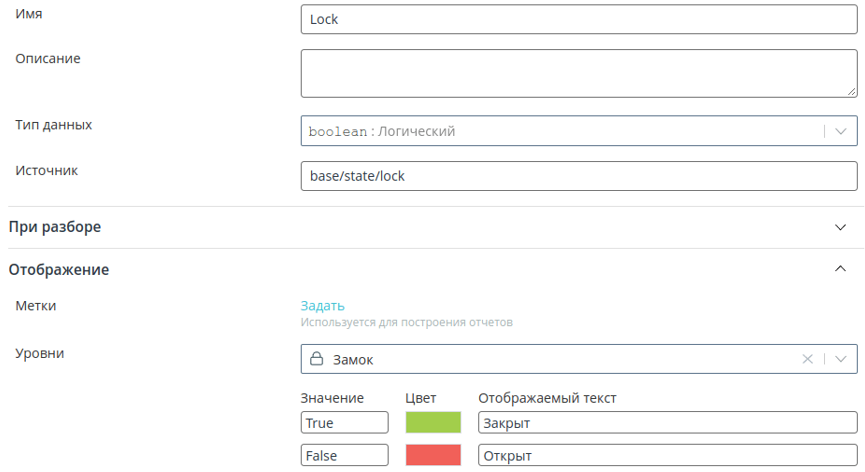 Имя Lock
Описание
Тип данных boolean : Логический
Источник base/state/lock
При разборе
Отображение
Метки Задать
Используется для построения отчетов
Уровни Замок
Значение Цвет Отображаемый текст
True Закрыт
False Открыт